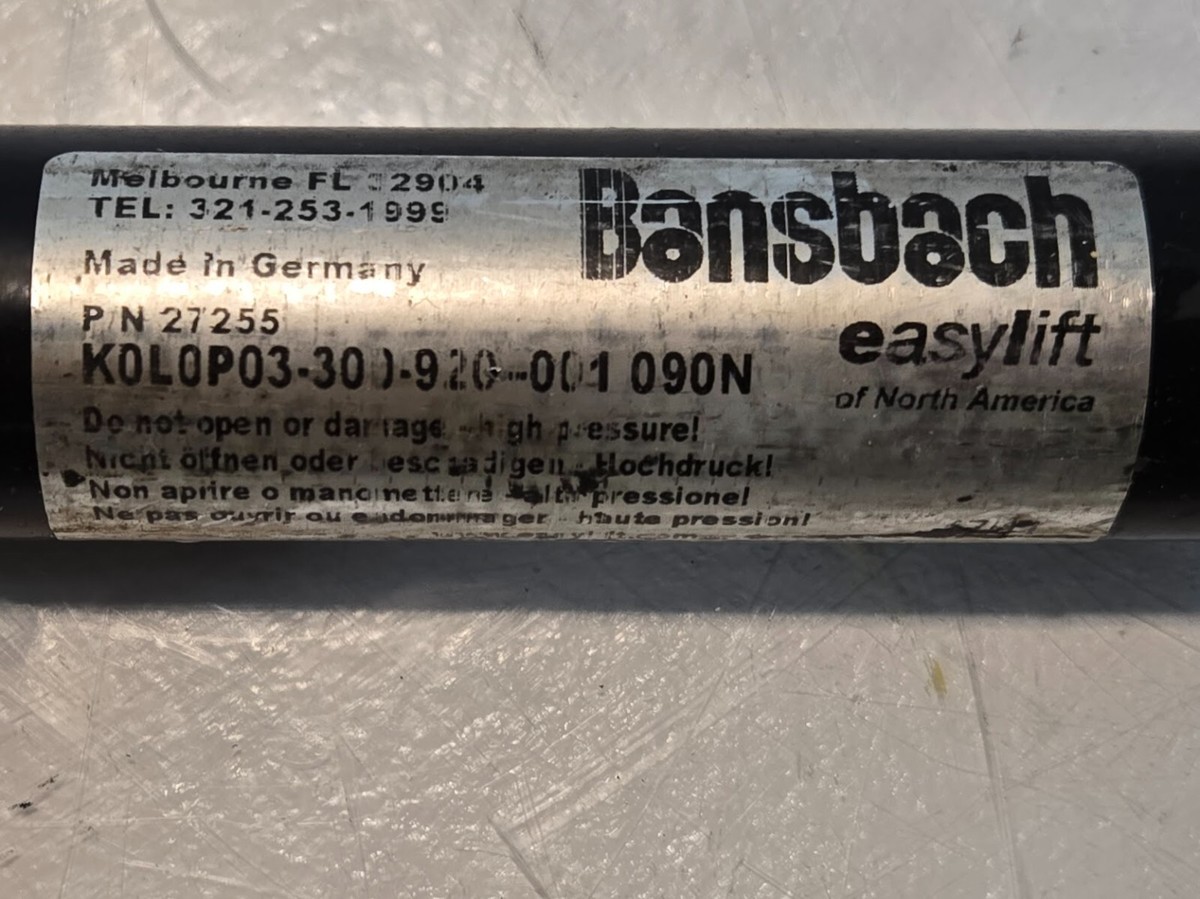 Melbourne FL 32904
TEL: 321-253-1999
Made in Germany
P/N 27255
Bansbach
easylift
of North America
K0L0P03-300-920--001 090N
Do not open or damage - high pressure!
Nicht öffnen oder beschädigen - Hochdruck!
Non aprire o manomettere - alta pressione!
Ne pas ouvrir ou endommager - haute pression!